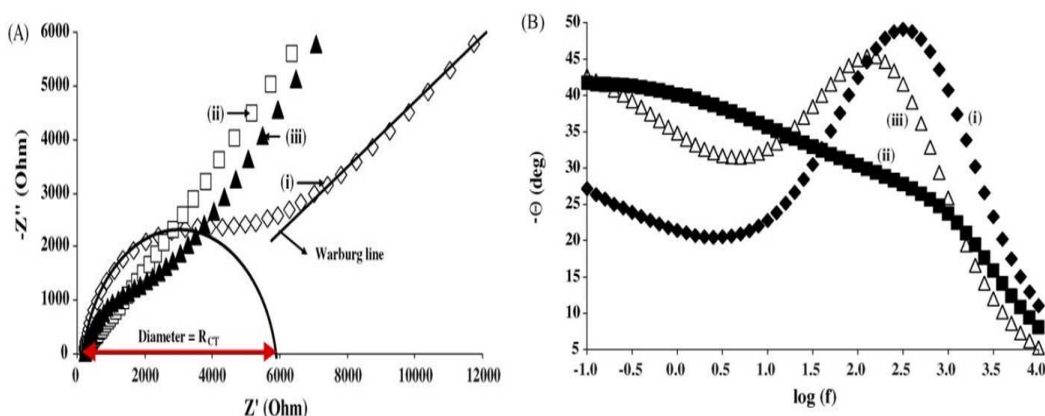 (A)
6000
5000
4000
3000
2000
1000
0
-Z'' (Ohm)
(ii)
(iii)
(i)
Warburg line
Diameter = RCT
0 2000 4000 6000 8000 10000 12000
Z' (Ohm)
(B)
50
45
40
35
30
25
20
15
10
5
-Θ (deg)
(i)
(iii)
(ii)
-1.0 -0.5 0.0 0.5 1.0 1.5 2.0 2.5 3.0 3.5 4.0
log (f)